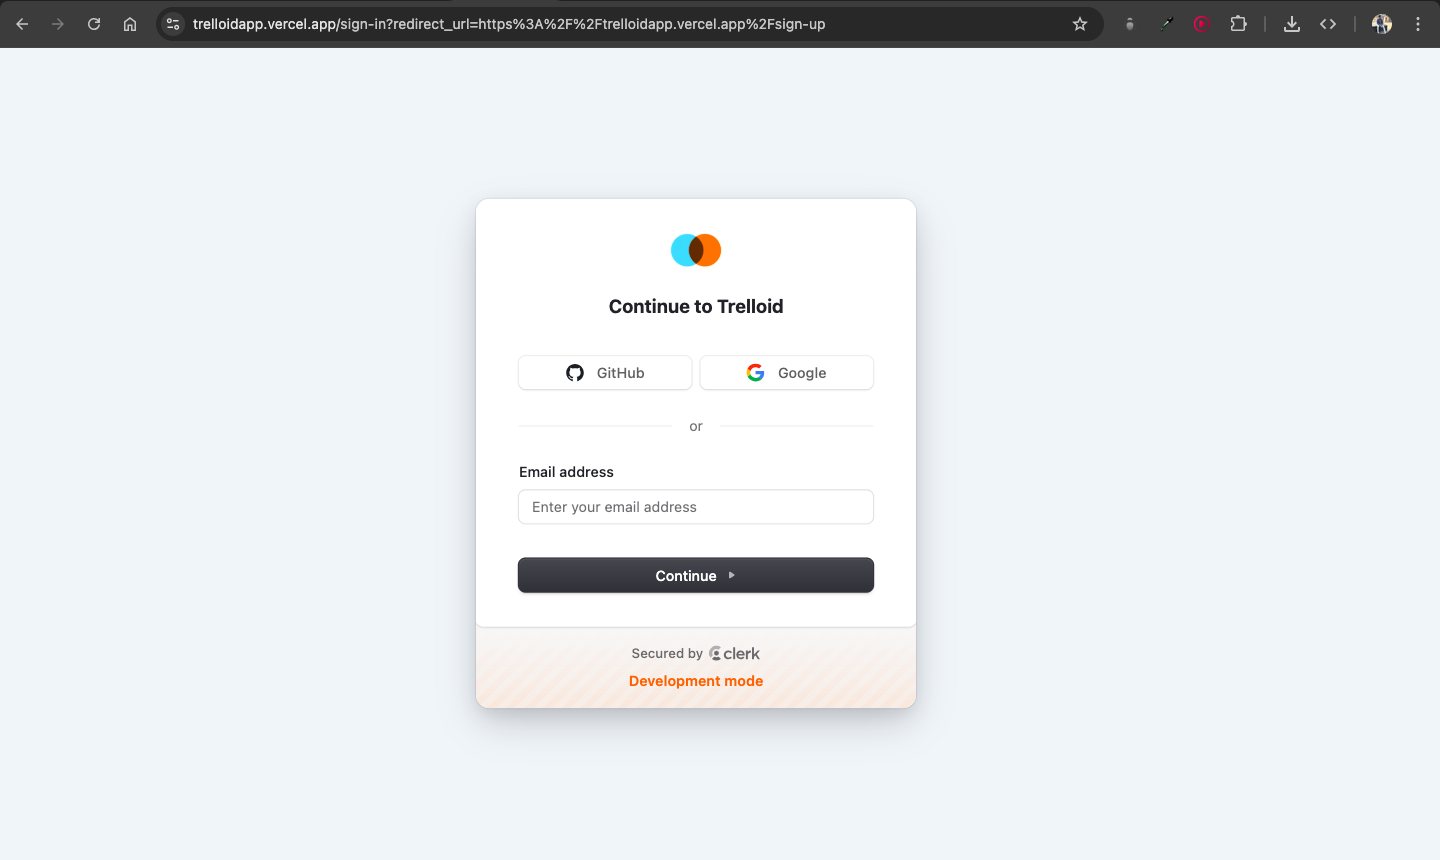 trelloidapp.vercel.app/sign-in?redirect_url=https%3A%2F%2Ftrelloidapp.vercel.app%2Fsign-up
Continue to Trelloid
GitHub Google
or
Email address
Enter your email address
Continue
Secured by clerk
Development mode